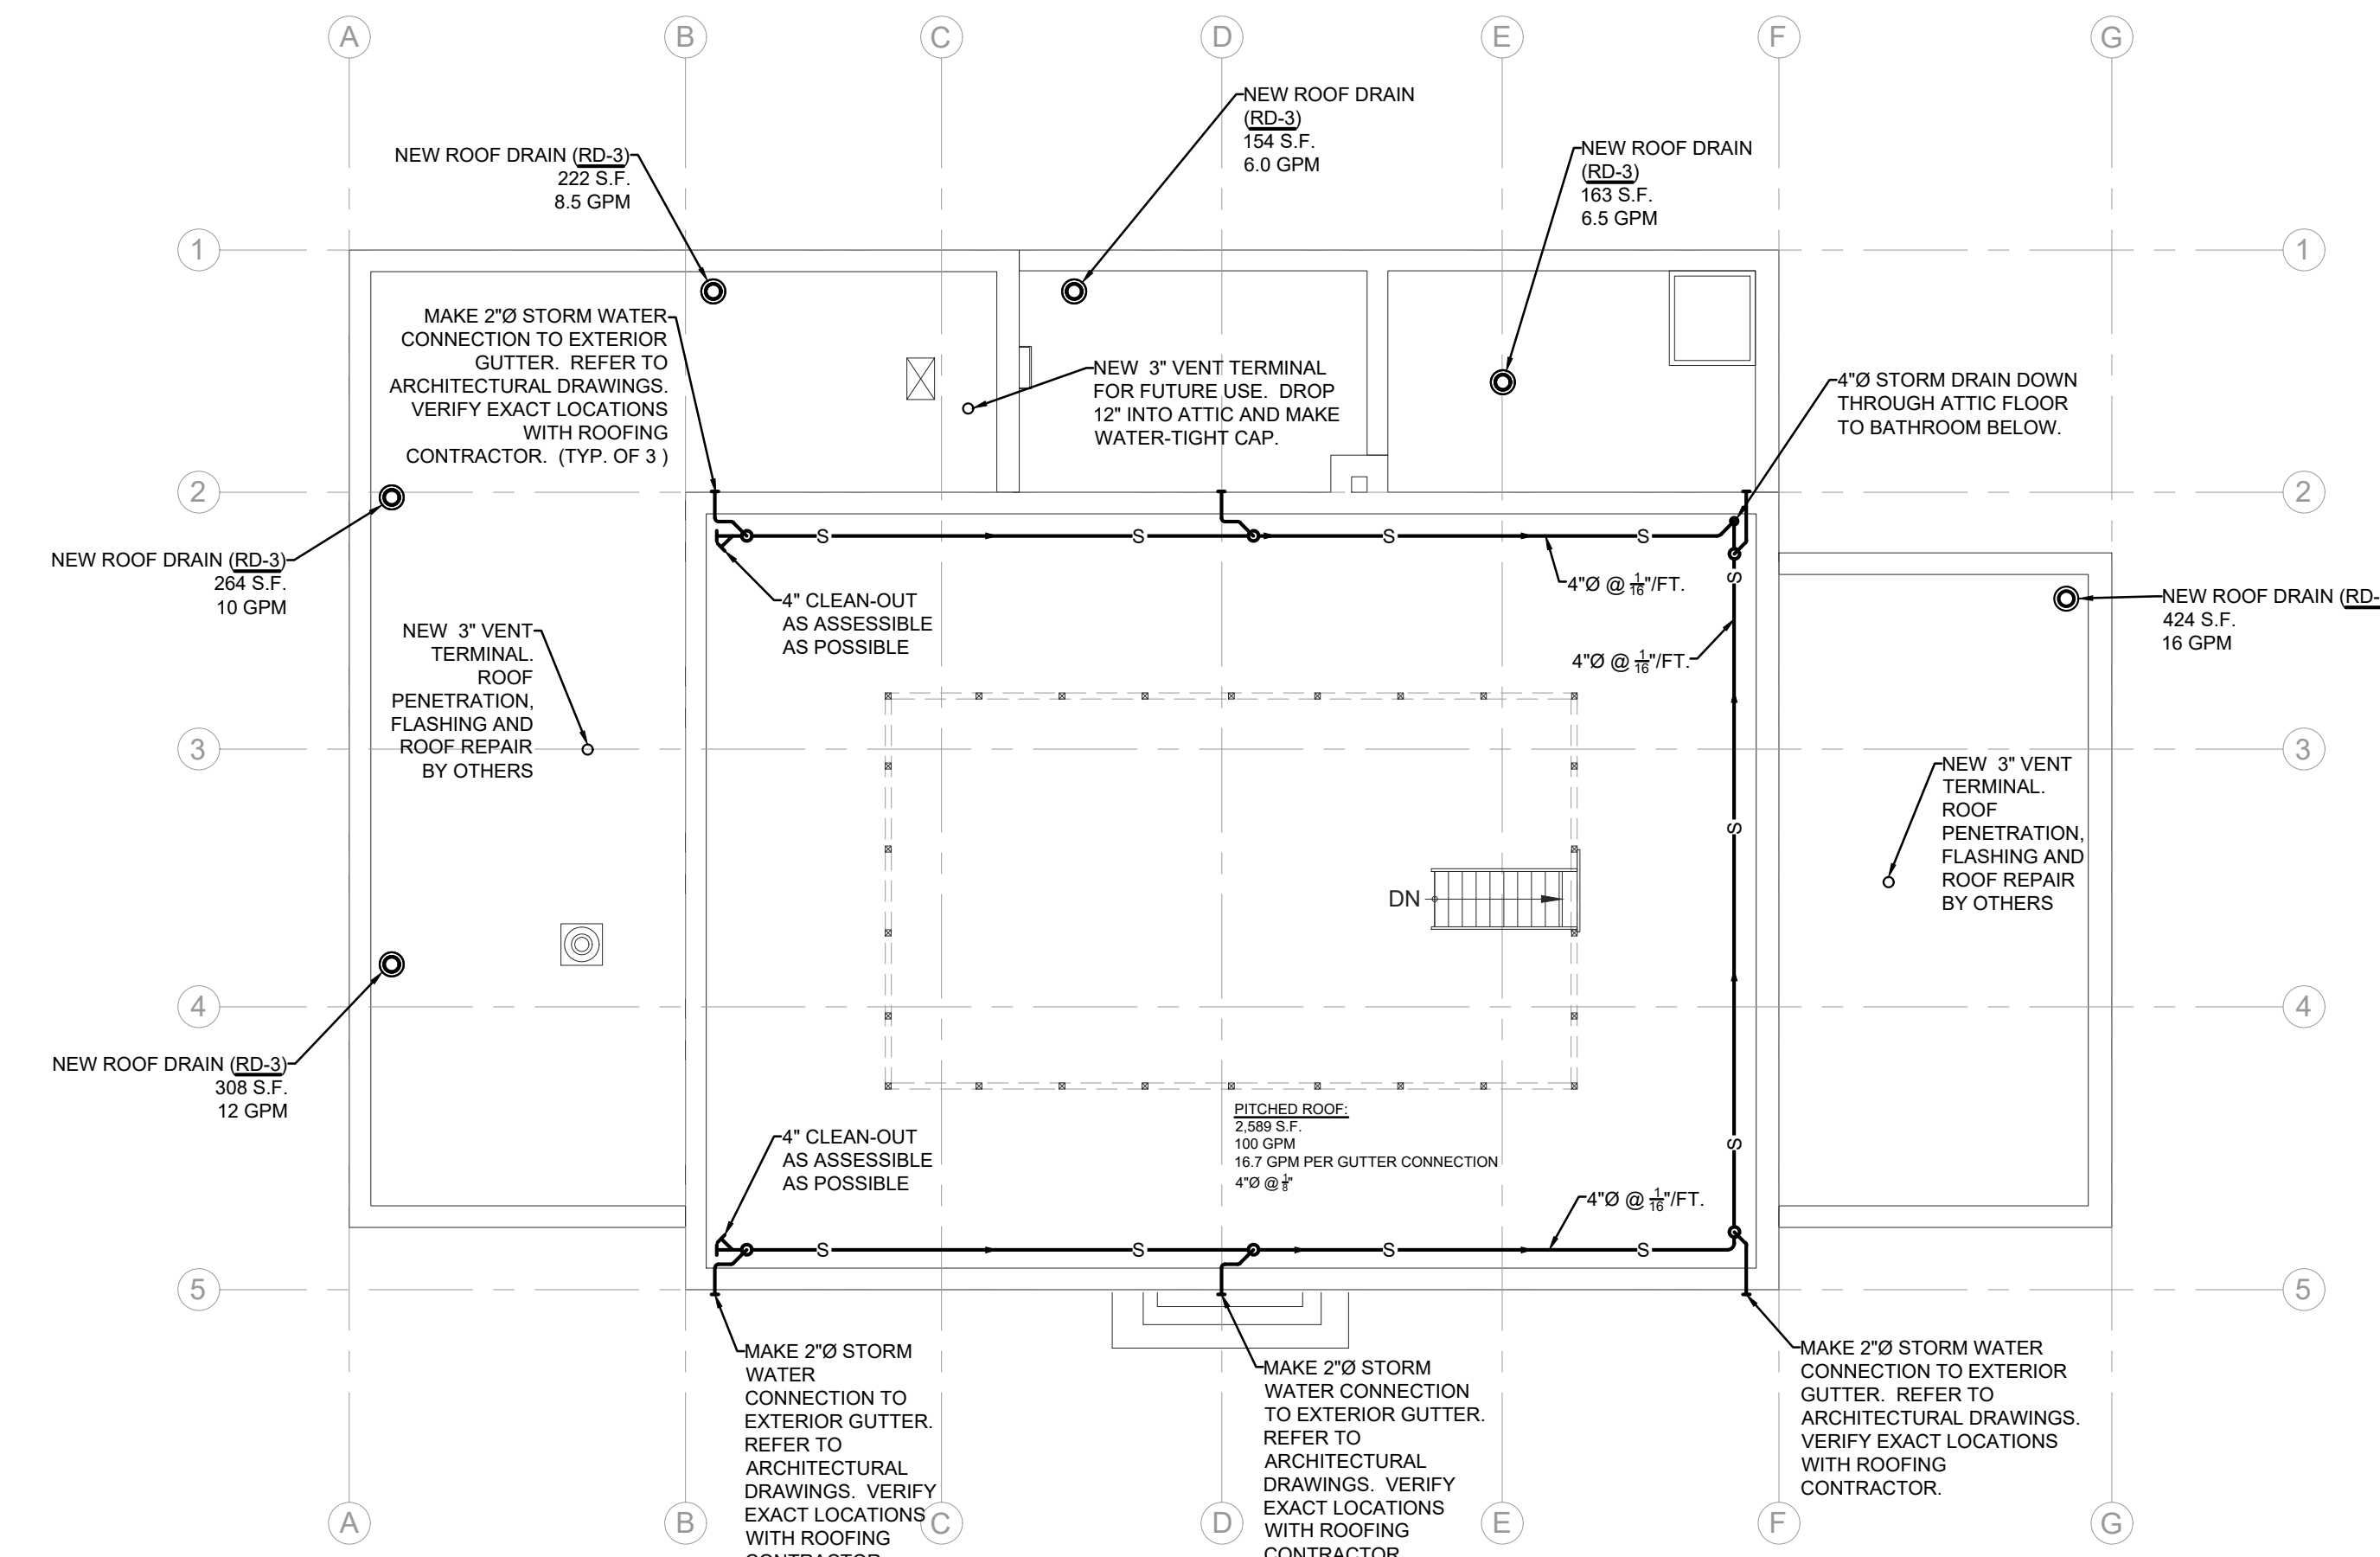 A B C D E F G
NEW ROOF DRAIN
(RD-3)
154 S.F.
6.0 GPM
NEW ROOF DRAIN (RD-3)
222 S.F.
8.5 GPM
NEW ROOF DRAIN
(RD-3)
163 S.F.
6.5 GPM
1 1
MAKE 2"Ø STORM WATER
CONNECTION TO EXTERIOR
GUTTER. REFER TO
ARCHITECTURAL DRAWINGS.
VERIFY EXACT LOCATIONS
WITH ROOFING
CONTRACTOR. (TYP. OF 3 )
NEW 3" VENT TERMINAL
FOR FUTURE USE. DROP
12" INTO ATTIC AND MAKE
WATER-TIGHT CAP.
4"Ø STORM DRAIN DOWN
THROUGH ATTIC FLOOR
TO BATHROOM BELOW.
2 2
S S S S
NEW ROOF DRAIN (RD-3)
264 S.F.
10 GPM
4" CLEAN-OUT
AS ASSESSIBLE
AS POSSIBLE
4"Ø @ 1/16"/FT.
S
NEW ROOF DRAIN (RD-
424 S.F.
16 GPM
4"Ø @ 1/16"/FT.
NEW 3" VENT
TERMINAL.
ROOF
PENETRATION,
FLASHING AND
ROOF REPAIR
BY OTHERS
3 3
NEW 3" VENT
TERMINAL.
ROOF
PENETRATION,
FLASHING AND
ROOF REPAIR
BY OTHERS
S
DN
4 4
NEW ROOF DRAIN (RD-3)
308 S.F.
12 GPM
PITCHED ROOF:
2,589 S.F.
100 GPM
16.7 GPM PER GUTTER CONNECTION
4"Ø @ 1/8"
S
4" CLEAN-OUT
AS ASSESSIBLE
AS POSSIBLE
4"Ø @ 1/16"/FT.
S S S S
5 5
MAKE 2"Ø STORM
WATER
CONNECTION TO
EXTERIOR GUTTER.
REFER TO
ARCHITECTURAL
DRAWINGS. VERIFY
EXACT LOCATIONS
WITH ROOFING
CONTRACTOR
MAKE 2"Ø STORM
WATER CONNECTION
TO EXTERIOR GUTTER.
REFER TO
ARCHITECTURAL
DRAWINGS. VERIFY
EXACT LOCATIONS
WITH ROOFING
CONTRACTOR
MAKE 2"Ø STORM WATER
CONNECTION TO EXTERIOR
GUTTER. REFER TO
ARCHITECTURAL DRAWINGS.
VERIFY EXACT LOCATIONS
WITH ROOFING
CONTRACTOR.
A B C D E F G